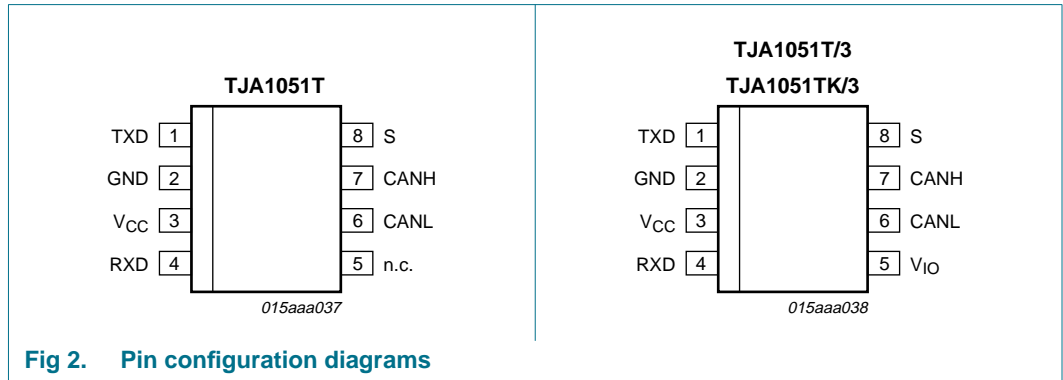 TJA1051T
TXD 1
GND 2
VCC 3
RXD 4
8 S
7 CANH
6 CANL
5 n.c.
015aaa037
TJA1051T/3
TJA1051TK/3
TXD 1
GND 2
VCC 3
RXD 4
8 S
7 CANH
6 CANL
5 VIO
015aaa038
Fig 2. Pin configuration diagrams